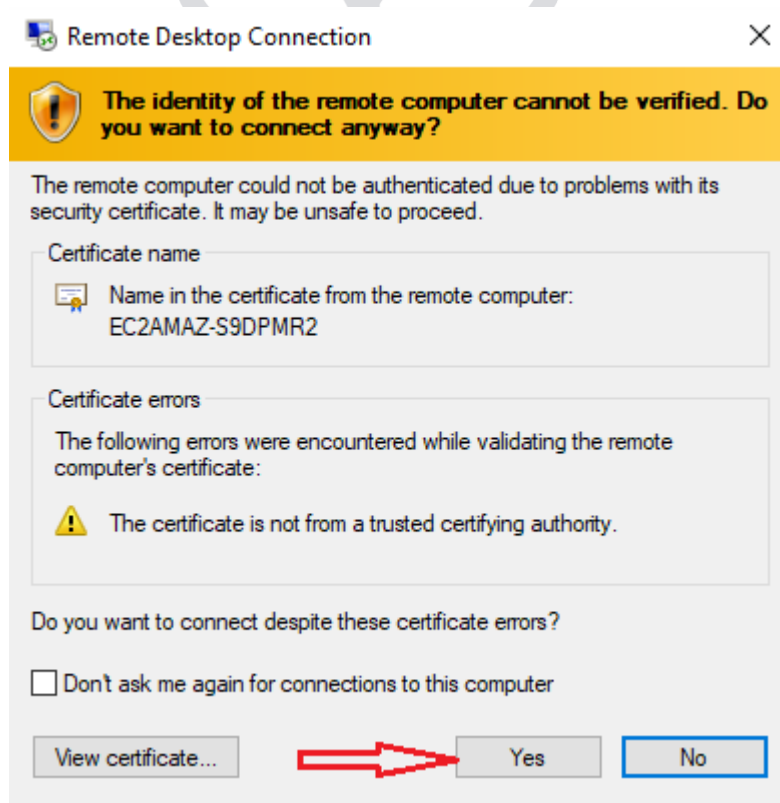 Remote Desktop Connection
The identity of the remote computer cannot be verified. Do
you want to connect anyway?
The remote computer could not be authenticated due to problems with its
security certificate. It may be unsafe to proceed.
Certificate name
Name in the certificate from the remote computer:
EC2AMAZ-S9DPMR2
Certificate errors
The following errors were encountered while validating the remote
computer's certificate:
The certificate is not from a trusted certifying authority.
Do you want to connect despite these certificate errors?
Don't ask me again for connections to this computer
View certificate...
Yes
No